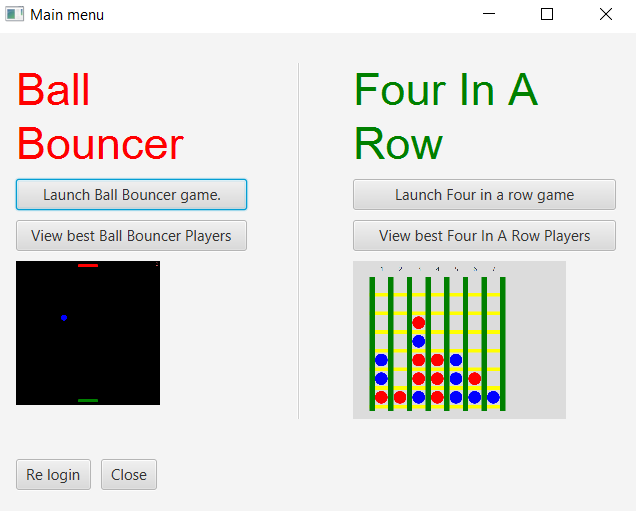 Main menu
Ball
Bouncer
Launch Ball Bouncer game.
View best Ball Bouncer Players
Four In A
Row
Launch Four in a row game
View best Four In A Row Players
1 2 3 4 5 6 7
Re login
Close